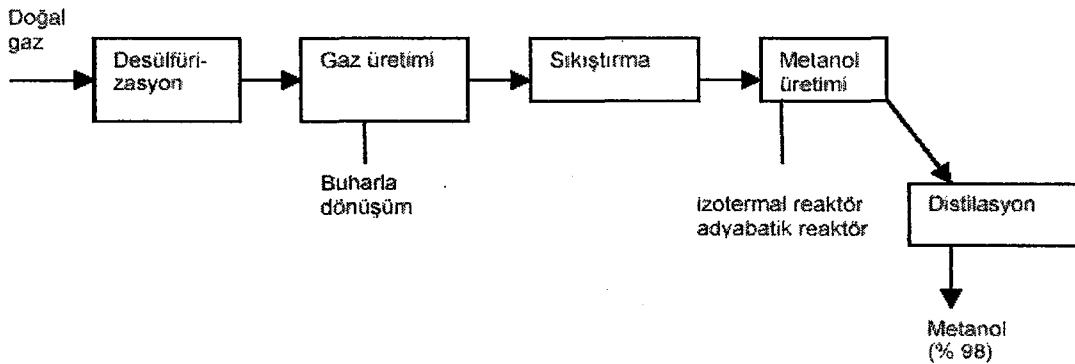 Doğal
gaz
Desülfüri-
zasyon
Gaz üretimi
Sıkıştırma
Metanol
üretimi
Buharla
dönüşüm
izotermal reaktör
adyabatik reaktör
Distilasyon
Metanol
(% 98)